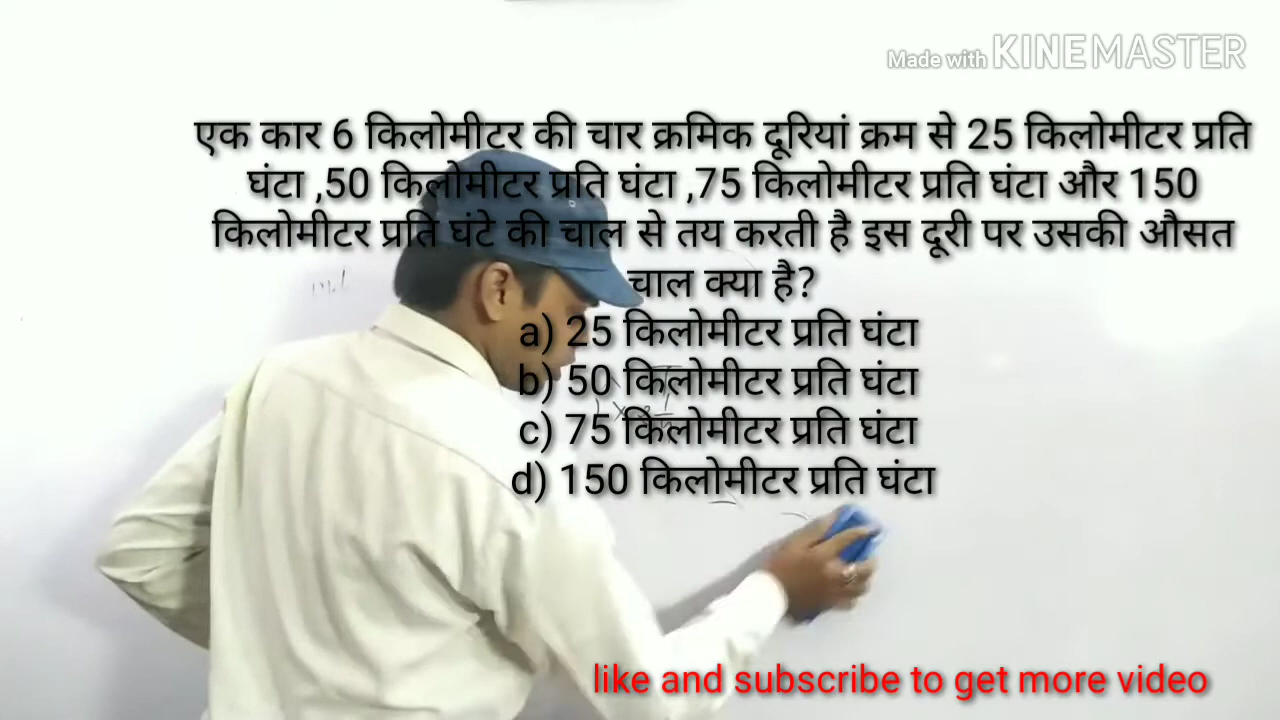 Made with KINEMASTER
एक कार 6 किलोमीटर की चार क्रमिक दूरियां क्रम से 25 किलोमीटर प्रति
घंटा ,50 किलोमीटर प्रति घंटा ,75 किलोमीटर प्रति घंटा और 150
किलोमीटर प्रति घंटे की चाल से तय करती है इस दूरी पर उसकी औसत
चाल क्या है?
a) 25 किलोमीटर प्रति घंटा
b) 50 किलोमीटर प्रति घंटा
c) 75 किलोमीटर प्रति घंटा
d) 150 किलोमीटर प्रति घंटा
like and subscribe to get more video